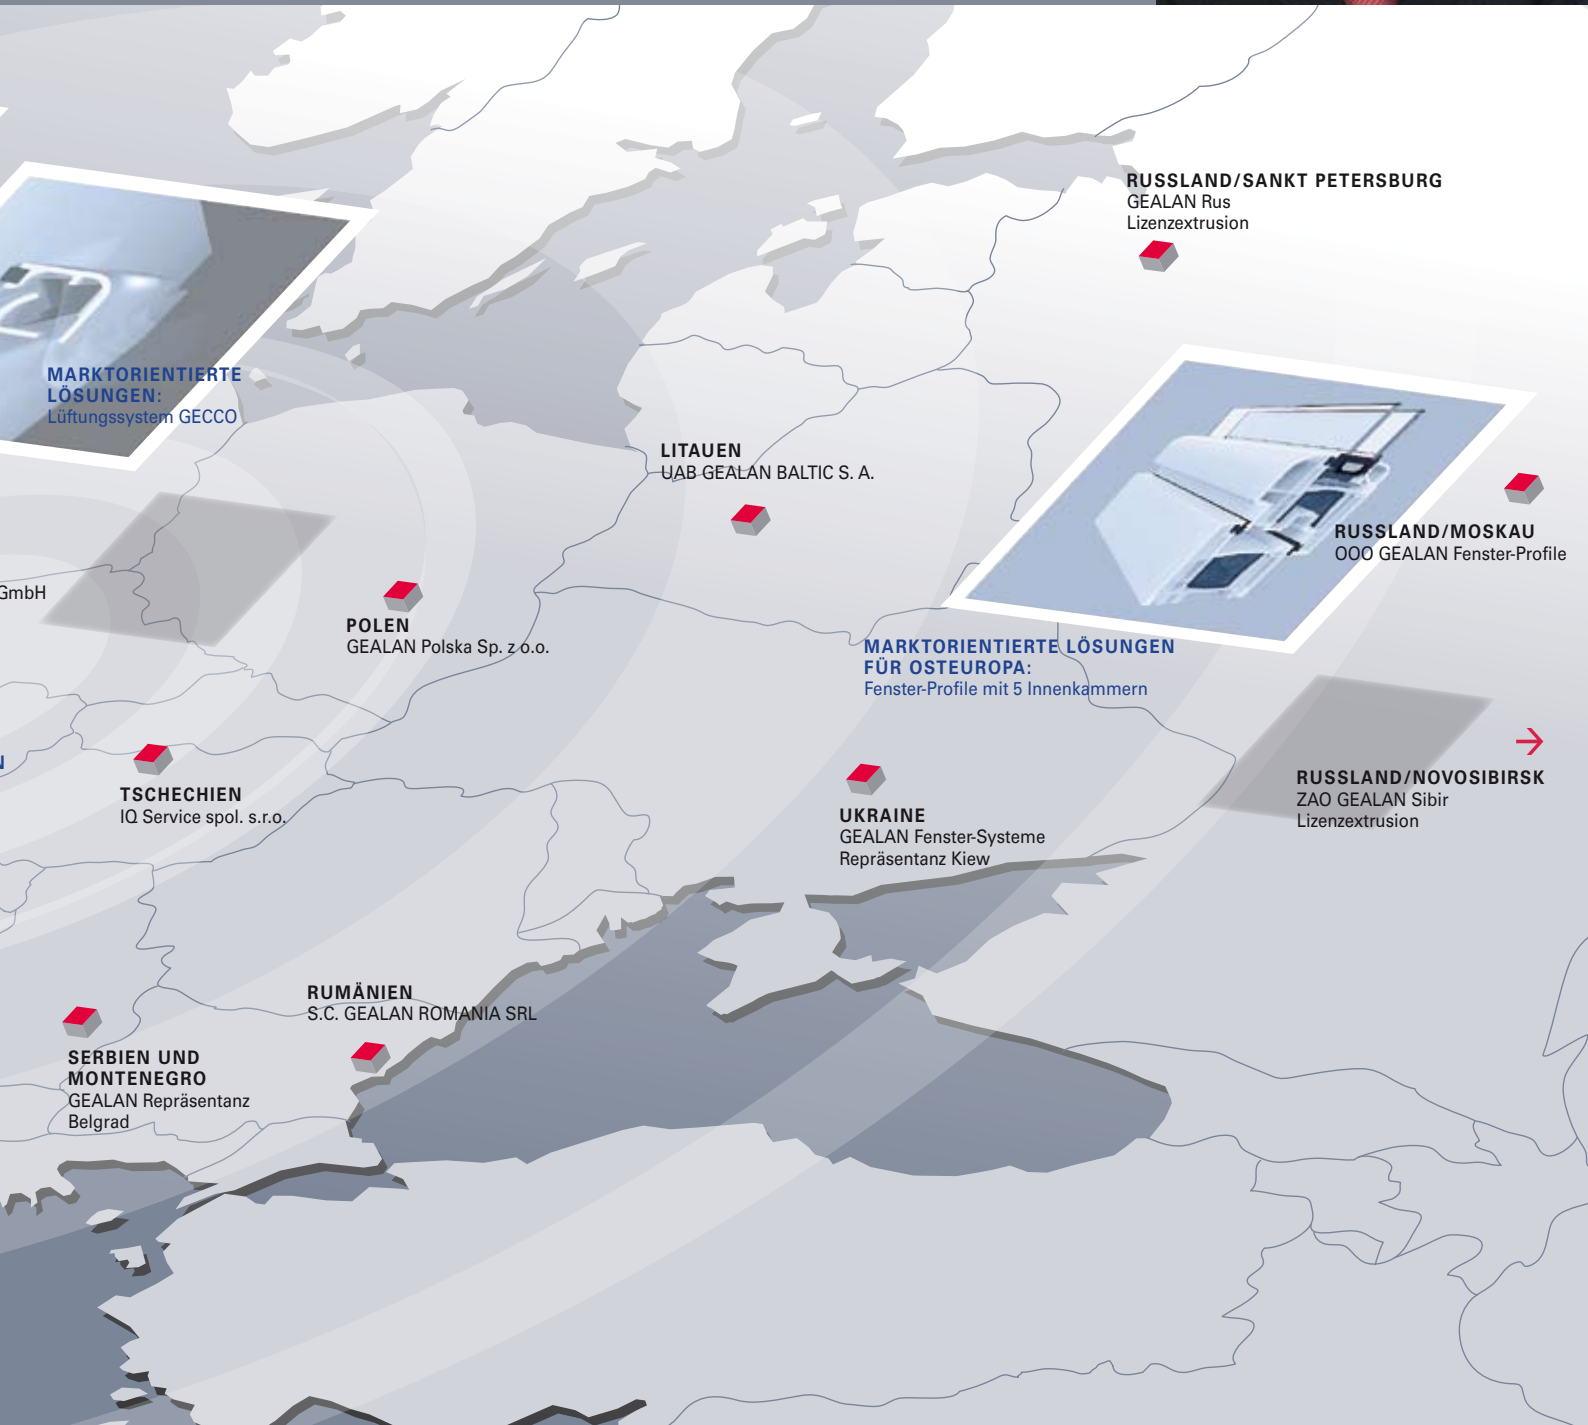 RUSSLAND/SANKT PETERSBURG
GEALAN Rus
Lizenzextrusion
MARKTORIENTIERTE
LÖSUNGEN:
Lüftungssystem GECCO
LITAUEN
UAB GEALAN BALTIC S. A.
RUSSLAND/MOSKAU
OOO GEALAN Fenster-Profile
GmbH
POLEN
GEALAN Polska Sp. z o.o.
MARKTORIENTIERTE LÖSUNGEN
FÜR OSTEUROPA:
Fenster-Profile mit 5 Innenkammern
N
TSCHECHIEN
IQ Service spol. s.r.o.
RUSSLAND/NOVOSIBIRSK
ZAO GEALAN Sibir
Lizenzextrusion
UKRAINE
GEALAN Fenster-Systeme
Repräsentanz Kiew
RUMÄNIEN
S.C. GEALAN ROMANIA SRL
SERBIEN UND
MONTENEGRO
GEALAN Repräsentanz
Belgrad